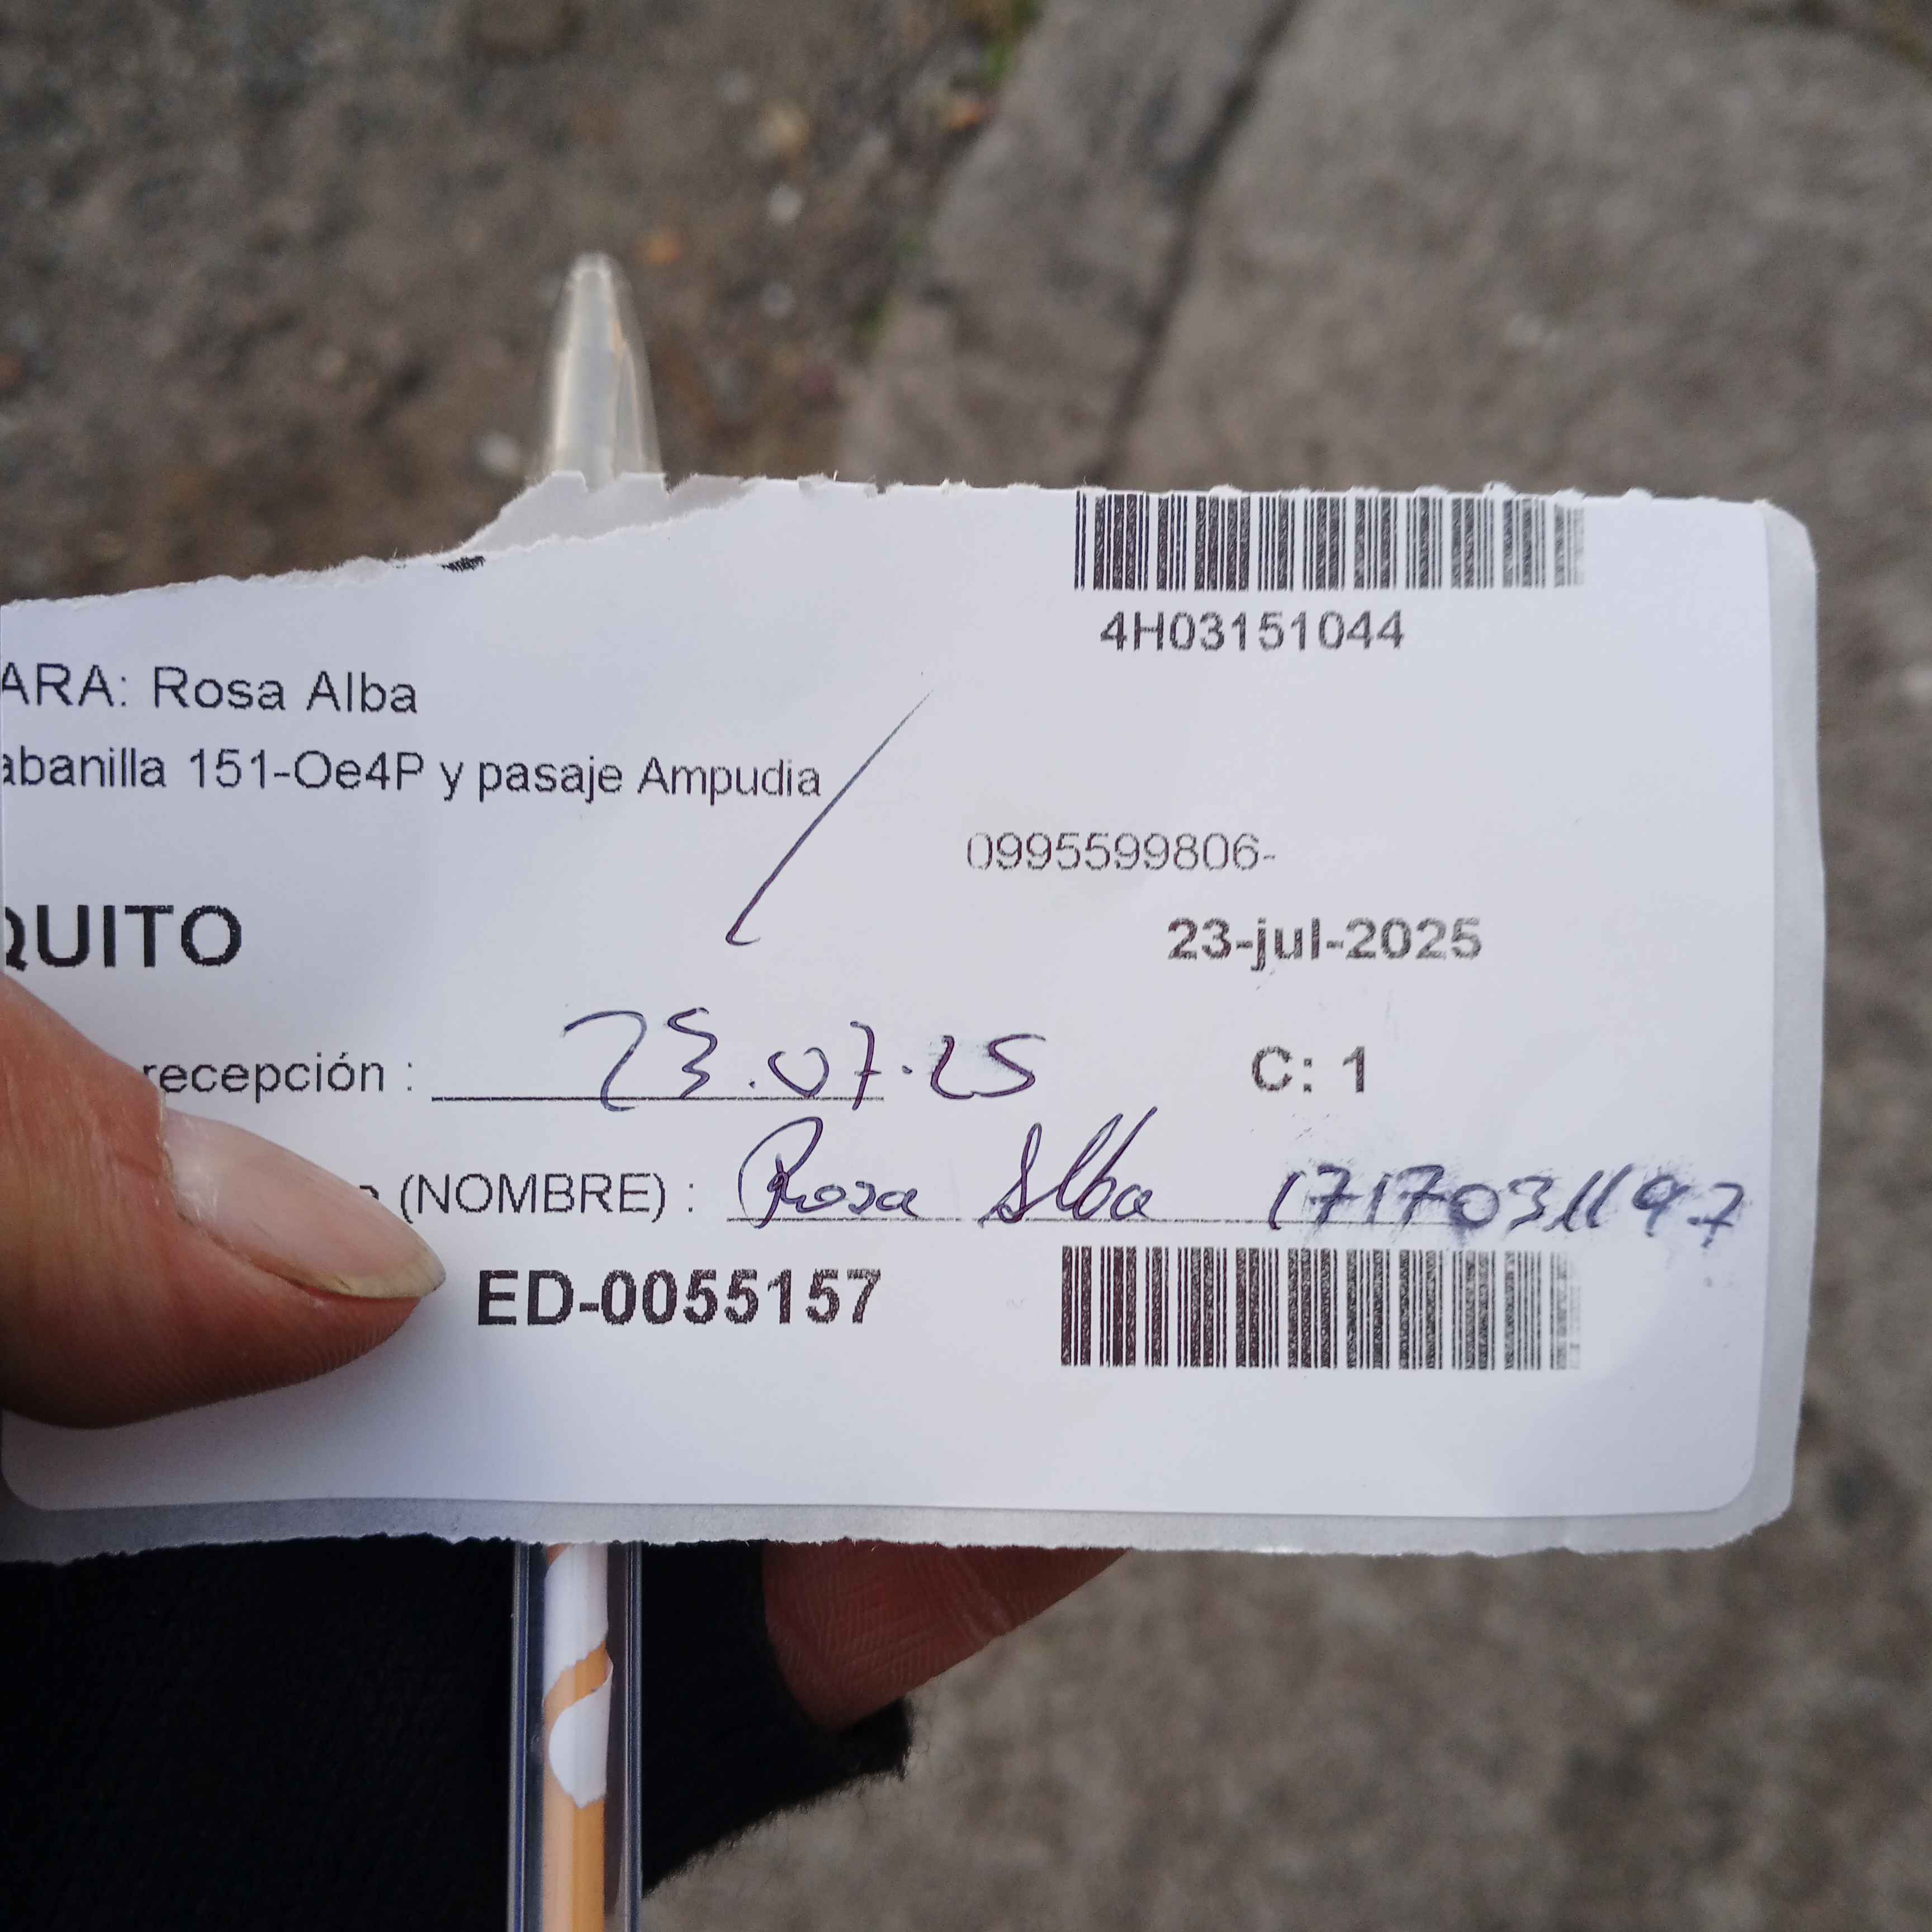 4H03151044
ARA: Rosa Alba
abanilla 151-Oe4P y pasaje Ampudia
0995599806-
QUITO
23-jul-2025
recepción : 23.07.25
C: 1
(NOMBRE) : Rosa Alba 1717031197
ED-0055157